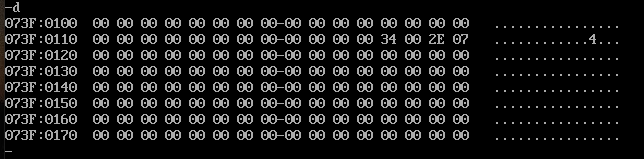 -d
073F:0100  00 00 00 00 00 00 00 00-00 00 00 00 00 00 00 00   ................
073F:0110  00 00 00 00 00 00 00 00-00 00 00 00 34 00 2E 07   ............4...
073F:0120  00 00 00 00 00 00 00 00-00 00 00 00 00 00 00 00   ................
073F:0130  00 00 00 00 00 00 00 00-00 00 00 00 00 00 00 00   ................
073F:0140  00 00 00 00 00 00 00 00-00 00 00 00 00 00 00 00   ................
073F:0150  00 00 00 00 00 00 00 00-00 00 00 00 00 00 00 00   ................
073F:0160  00 00 00 00 00 00 00 00-00 00 00 00 00 00 00 00   ................
073F:0170  00 00 00 00 00 00 00 00-00 00 00 00 00 00 00 00   ................
-